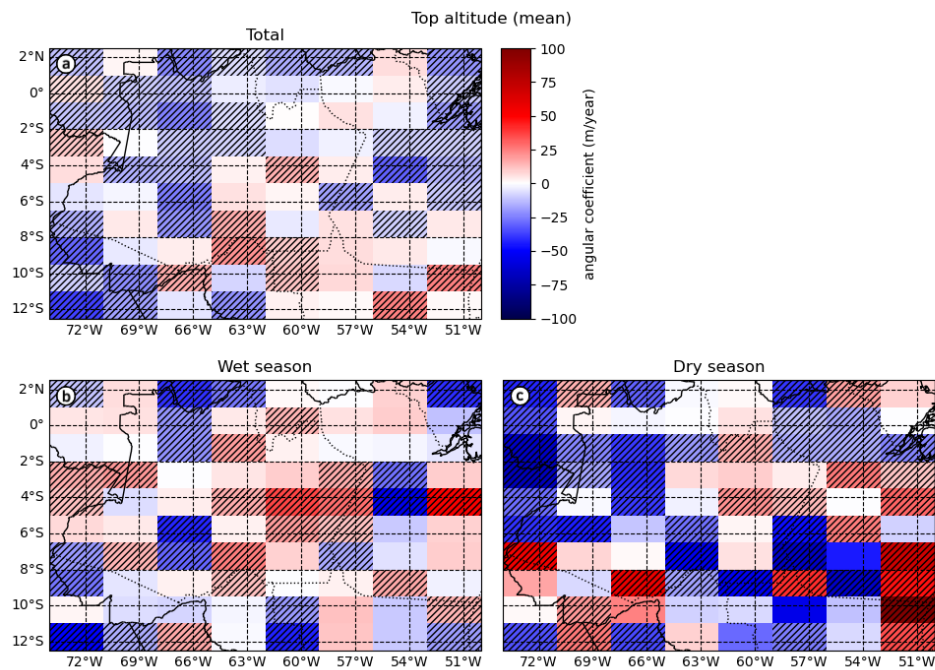 Top altitude (mean)
Total
a
2°N
0°
2°S
4°S
6°S
8°S
10°S
12°S
72°W 69°W 66°W 63°W 60°W 57°W 54°W 51°W
100
75
50
25
0
−25
−50
−75
−100
angular coefficient (m/year)
Wet season
b
2°N
0°
2°S
4°S
6°S
8°S
10°S
12°S
72°W 69°W 66°W 63°W 60°W 57°W 54°W 51°W
Dry season
c
72°W 69°W 66°W 63°W 60°W 57°W 54°W 51°W